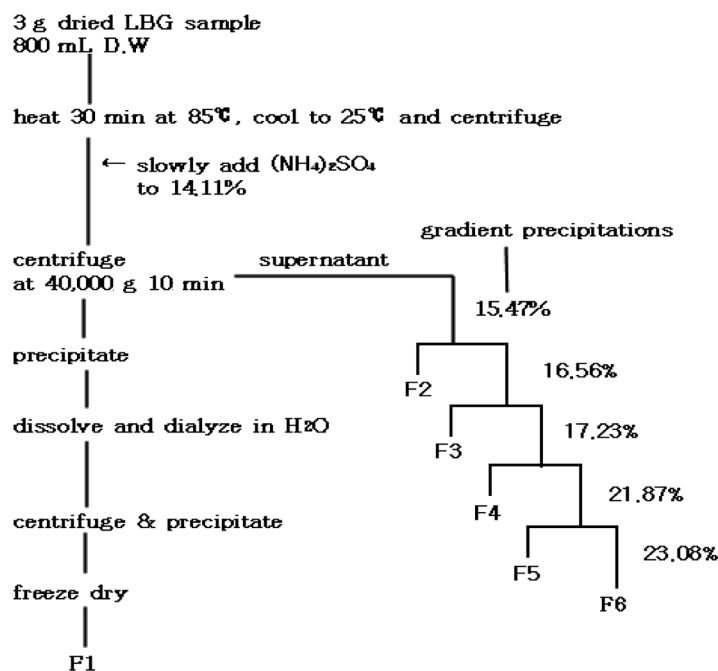 3 g dried LBG sample
800 mL D.W
heat 30 min at 85℃, cool to 25℃ and centrifuge
← slowly add (NH₄)₂SO₄
to 14.11%
gradient precipitations
centrifuge
at 40,000 g 10 min
supernatant
15.47%
precipitate
16.56%
F2
dissolve and dialyze in H₂O
17.23%
F3
21.87%
F4
centrifuge & precipitate
23.08%
F5
freeze dry
F6
F1